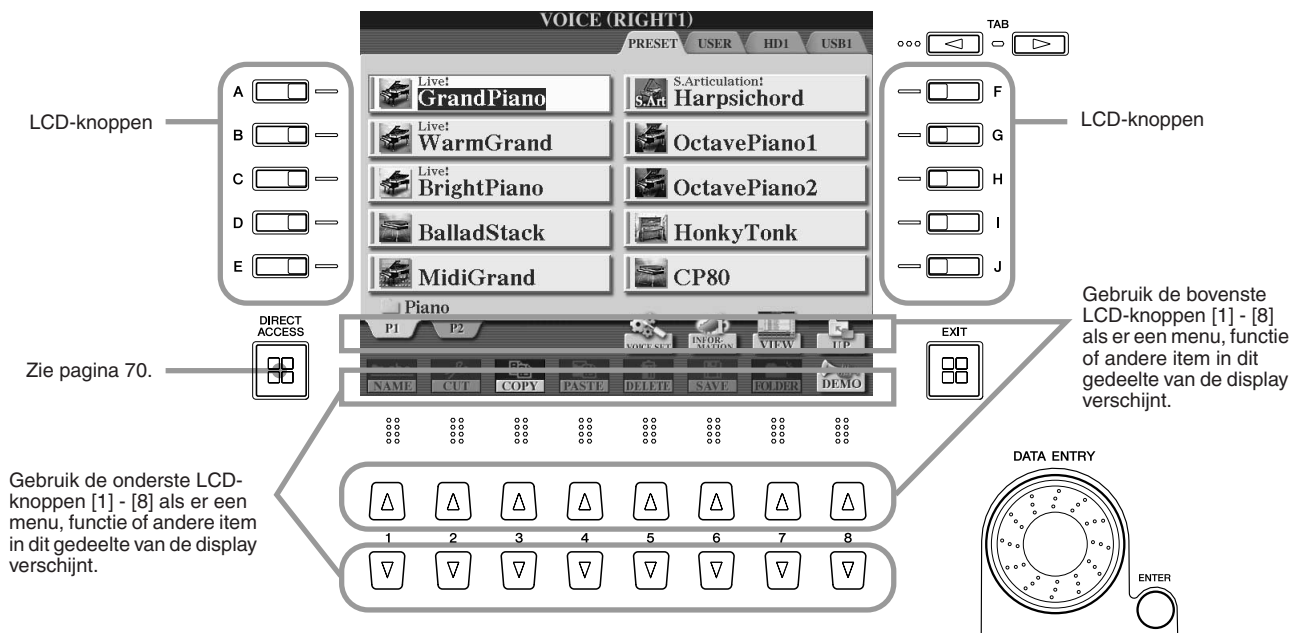 VOICE (RIGHT1)
PRESET USER HD1 USB1
TAB
A
B
C
D
E
LCD-knoppen
Live!
GrandPiano
Live!
WarmGrand
Live!
BrightPiano
BalladStack
MidiGrand
S.Articulation!
S.Art Harpsichord
OctavePiano1
OctavePiano2
HonkyTonk
CP80
F
G
H
I
J
LCD-knoppen
Piano
P1 P2
VOICE SET
INFOR-
MATION
VIEW
UP
NAME CUT COPY PASTE DELETE SAVE FOLDER DEMO
DIRECT
ACCESS
Zie pagina 70.
EXIT
Gebruik de bovenste
LCD-knoppen [1] - [8]
als er een menu, functie
of andere item in dit
gedeelte van de display
verschijnt.
Gebruik de onderste LCD-
knoppen [1] - [8] als er een
menu, functie of andere item
in dit gedeelte van de display
verschijnt.
1 2 3 4 5 6 7 8
DATA ENTRY
ENTER